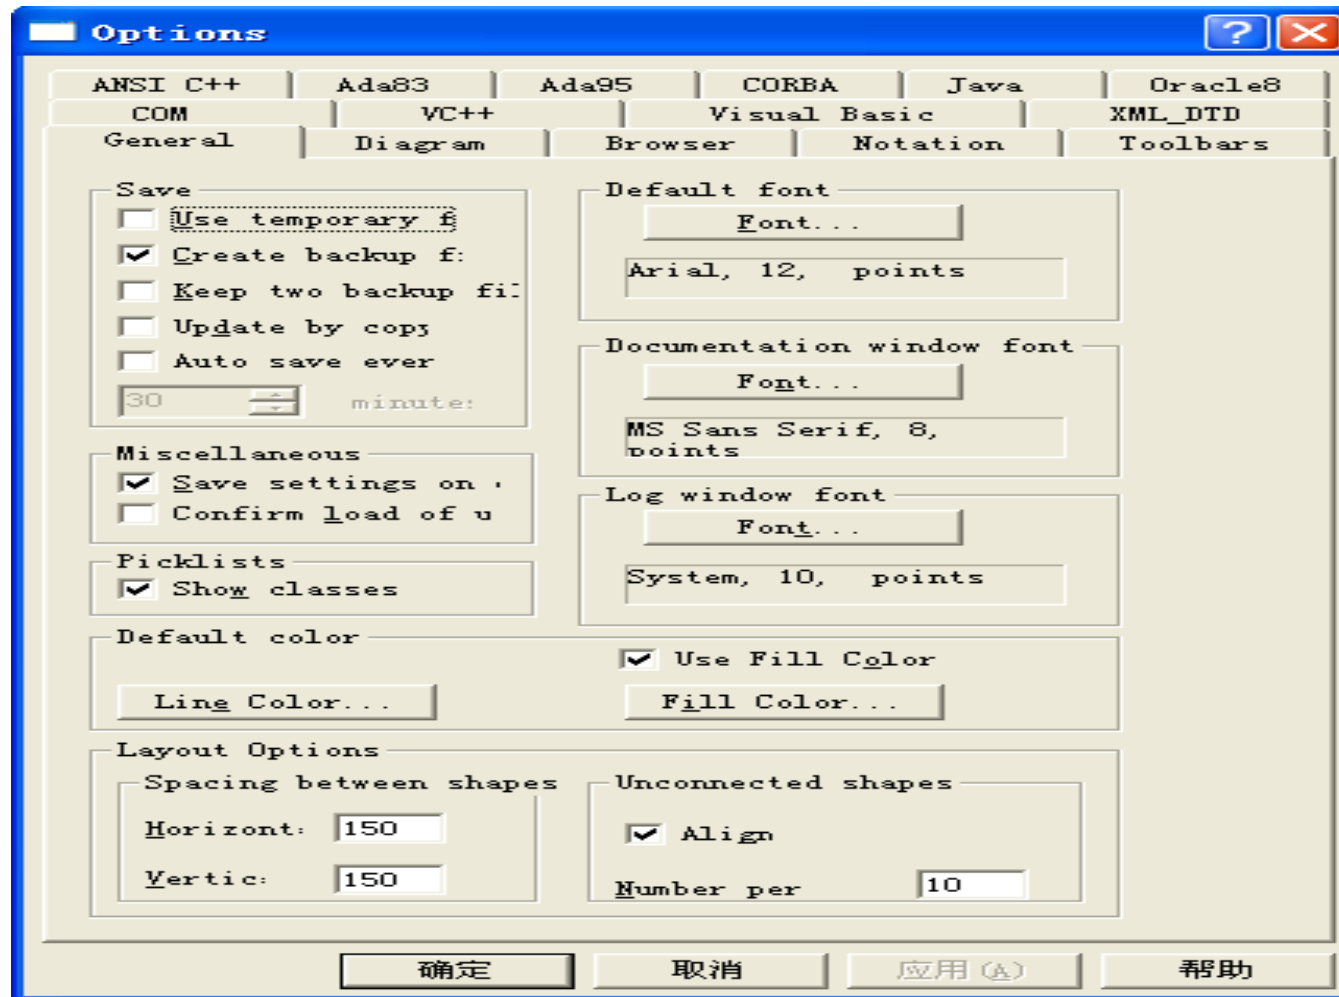 Options
ANSI C++ Ada83 Ada95 CORBA Java Oracle8
COM VC++ Visual Basic XML_DTD
General Diagram Browser Notation Toolbars
Save
Use temporary f
Create backup f
Keep two backup fil
Update by copy
Auto save ever
30 minute
Miscellaneous
Save settings on
Confirm load of u
Picklists
Show classes
Default font
Font...
Arial, 12, points
Documentation window font
Font...
MS Sans Serif, 8,
points
Log window font
Font...
System, 10, points
Default color
Use Fill Color
Line Color... Fill Color...
Layout Options
Spacing between shapes
Horizont 150
Vertic 150
Unconnected shapes
Align
Number per 10
确定 取消 应用(A) 帮助